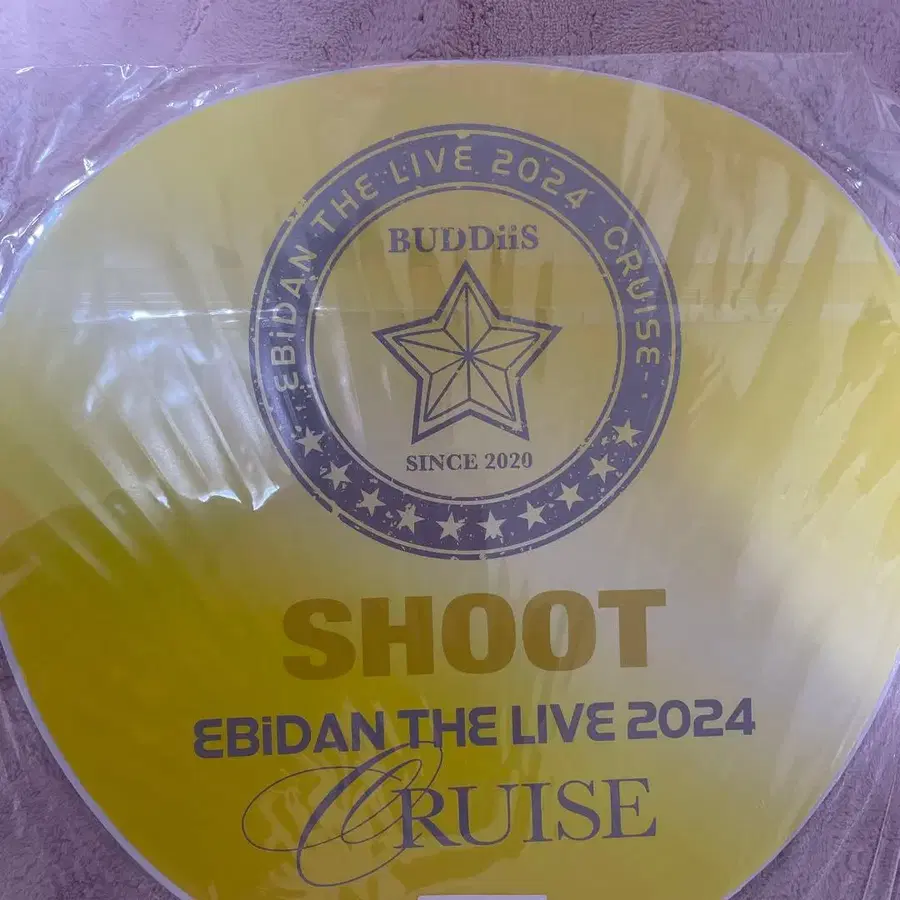 EBiDAN THE LIVE 2024 -CRUISE-
BUDDiiS
SINCE 2020
SHOOT
EBiDAN THE LIVE 2024
CRUISE